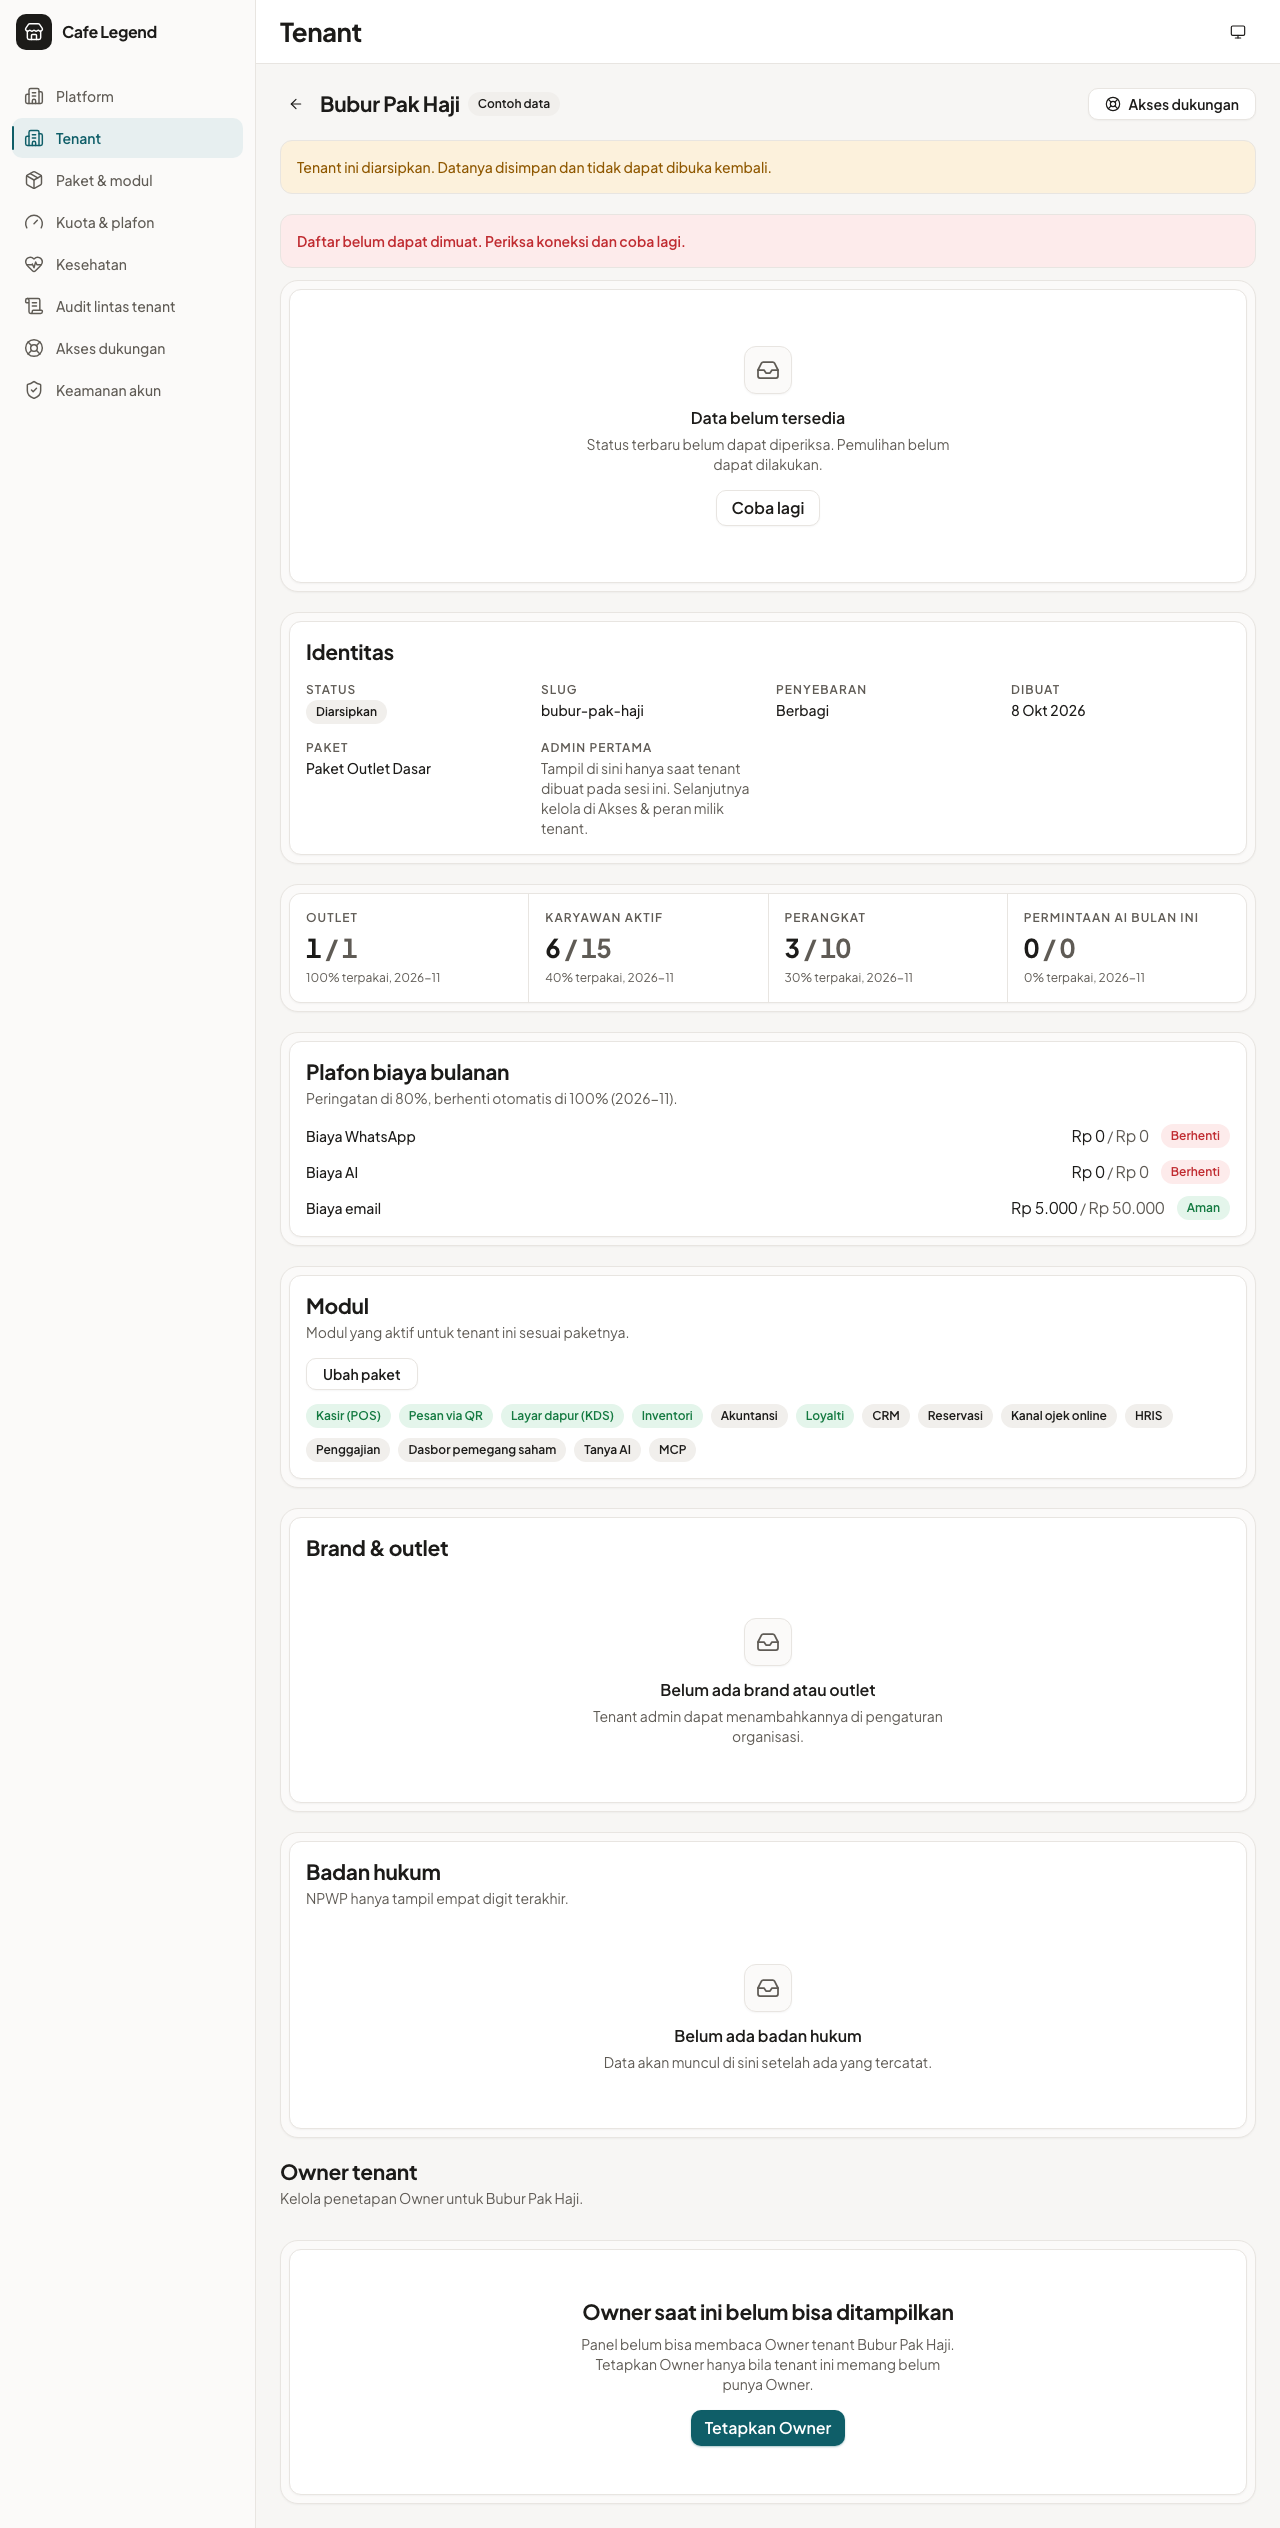 Cafe Legend
Platform
Tenant
Paket & modul
Kuota & plafon
Kesehatan
Audit lintas tenant
Akses dukungan
Keamanan akun
Tenant
Bubur Pak Haji
Contoh data
Akses dukungan
Tenant ini diarsipkan. Datanya disimpan dan tidak dapat dibuka kembali.
Daftar belum dapat dimuat. Periksa koneksi dan coba lagi.
Data belum tersedia
Status terbaru belum dapat diperiksa. Pemulihan belum
dapat dilakukan.
Coba lagi
Identitas
STATUS
Diarsipkan
SLUG
bubur-pak-haji
PENYEBARAN
Berbagi
DIBUAT
8 Okt 2026
PAKET
Paket Outlet Dasar
ADMIN PERTAMA
Tampil di sini hanya saat tenant
dibuat pada sesi ini. Selanjutnya
kelola di Akses & peran milik
tenant.
OUTLET
1 / 1
100% terpakai, 2026-11
KARYAWAN AKTIF
6 / 15
40% terpakai, 2026-11
PERANGKAT
3 / 10
30% terpakai, 2026-11
PERMINTAAN AI BULAN INI
0 / 0
0% terpakai, 2026-11
Plafon biaya bulanan
Peringatan di 80%, berhenti otomatis di 100% (2026-11).
Biaya WhatsApp
Rp 0 / Rp 0
Berhenti
Biaya AI
Rp 0 / Rp 0
Berhenti
Biaya email
Rp 5.000 / Rp 50.000
Aman
Modul
Modul yang aktif untuk tenant ini sesuai paketnya.
Ubah paket
Kasir (POS)
Pesan via QR
Layar dapur (KDS)
Inventori
Akuntansi
Loyalti
CRM
Reservasi
Kanal ojek online
HRIS
Penggajian
Dasbor pemegang saham
Tanya AI
MCP
Brand & outlet
Belum ada brand atau outlet
Tenant admin dapat menambahkannya di pengaturan
organisasi.
Badan hukum
NPWP hanya tampil empat digit terakhir.
Belum ada badan hukum
Data akan muncul di sini setelah ada yang tercatat.
Owner tenant
Kelola penetapan Owner untuk Bubur Pak Haji.
Owner saat ini belum bisa ditampilkan
Panel belum bisa membaca Owner tenant Bubur Pak Haji.
Tetapkan Owner hanya bila tenant ini memang belum
punya Owner.
Tetapkan Owner